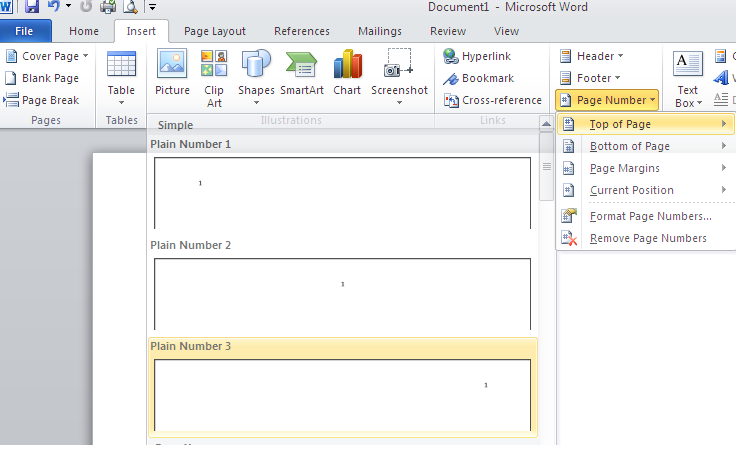 W
Document1 - Microsoft Word
File Home Insert Page Layout References Mailings Review View
Cover Page
Blank Page
Page Break
Pages
Table
Tables
Picture
Clip
Art
Shapes
SmartArt
Chart
Screenshot
Illustrations
Hyperlink
Bookmark
Cross-reference
Links
Header
Footer
Page Number
A
Text
Box
Simple
Plain Number 1
1
Plain Number 2
1
Plain Number 3
1
Top of Page
Bottom of Page
Page Margins
Current Position
Format Page Numbers...
Remove Page Numbers